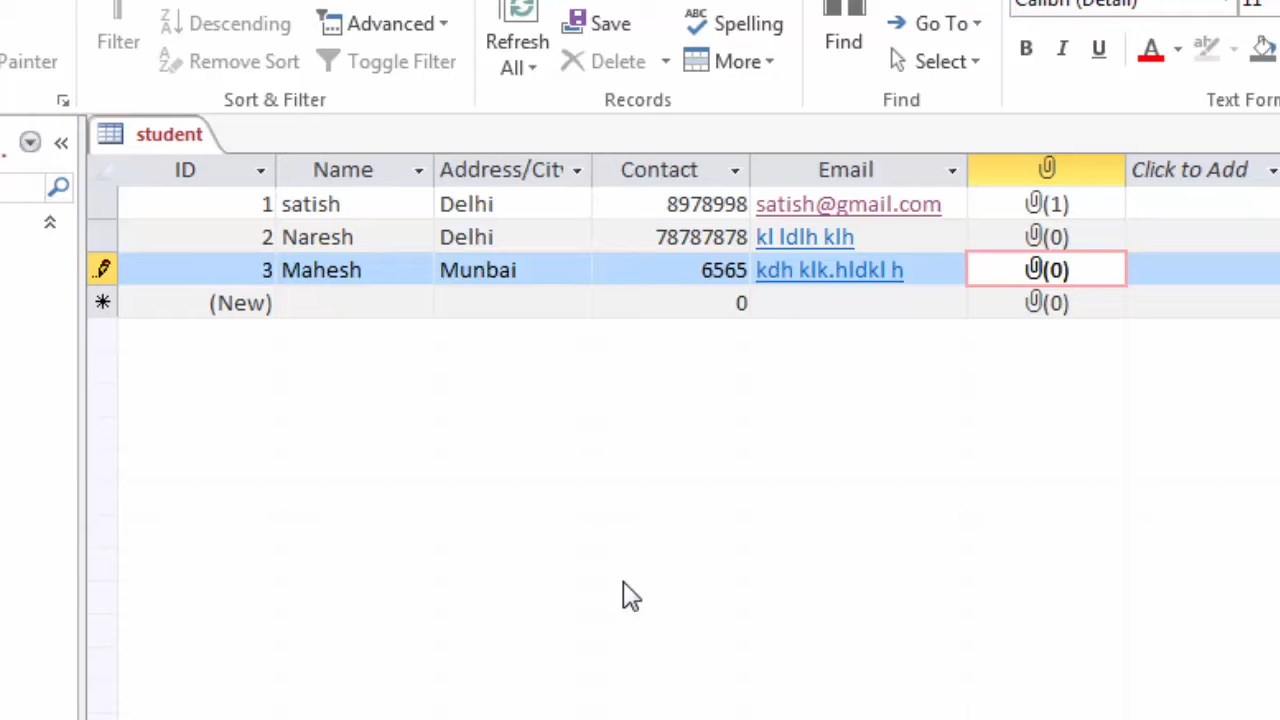 Calibri (Detail) 11
Descending Advanced Save Spelling Go To
Filter Refresh Find B I U A ab
Painter Remove Sort Toggle Filter All Delete More Select
Sort & Filter Records Find Text Form
student
ID Name Address/City Contact Email Click to Add
1 satish Delhi 8978998 satish@gmail.com (1)
2 Naresh Delhi 78787878 kl ldlh klh (0)
3 Mahesh Munbai 6565 kdh klk.hldkl h (0)
(New) 0 (0)